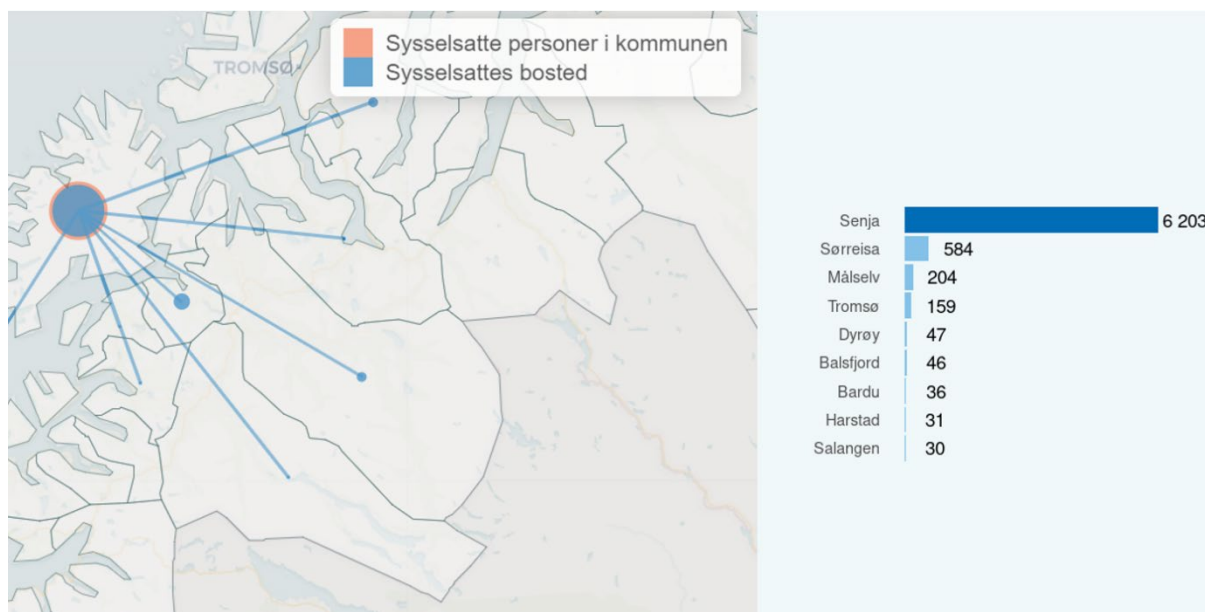 Sysselsatte personer i kommunen
Sysselsattes bosted
TROMSØ
Senja 6 203
Sørreisa 584
Målselv 204
Tromsø 159
Dyrøy 47
Balsfjord 46
Bardu 36
Harstad 31
Salangen 30